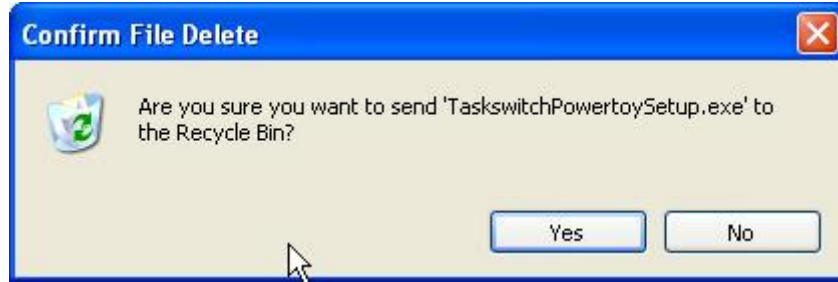 Confirm File Delete
Are you sure you want to send 'TaskswitchPowertoySetup.exe' to
the Recycle Bin?
Yes No